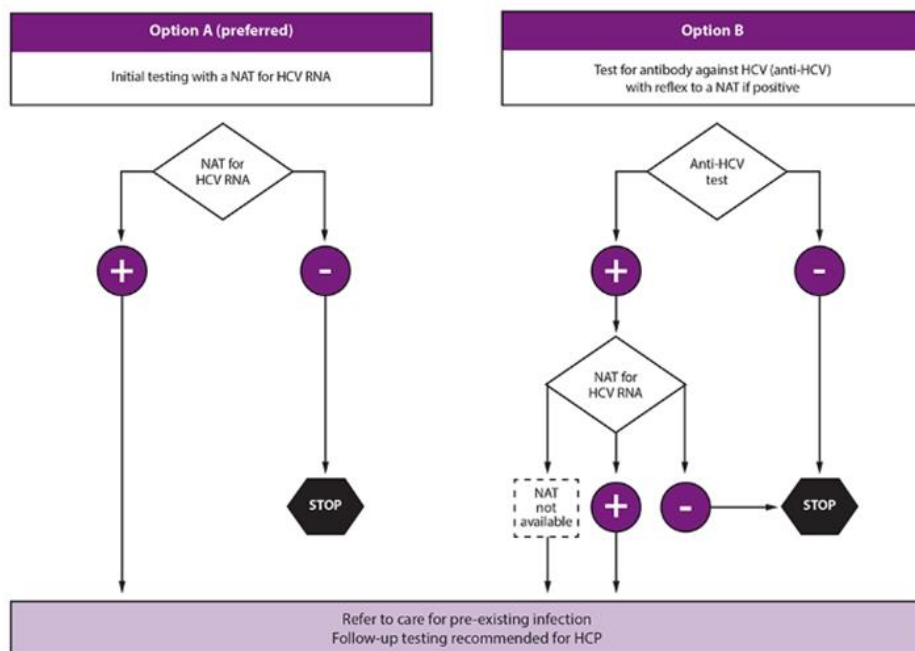 Option A (preferred)
Initial testing with a NAT for HCV RNA
NAT for
HCV RNA
+
-
STOP
Option B
Test for antibody against HCV (anti-HCV)
with reflex to a NAT if positive
Anti-HCV
test
+
-
NAT for
HCV RNA
NAT
not
available
+
-
STOP
Refer to care for pre-existing infection
Follow-up testing recommended for HCP